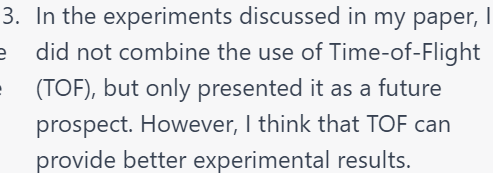 3. In the experiments discussed in my paper, I
did not combine the use of Time-of-Flight
(TOF), but only presented it as a future
prospect. However, I think that TOF can
provide better experimental results.